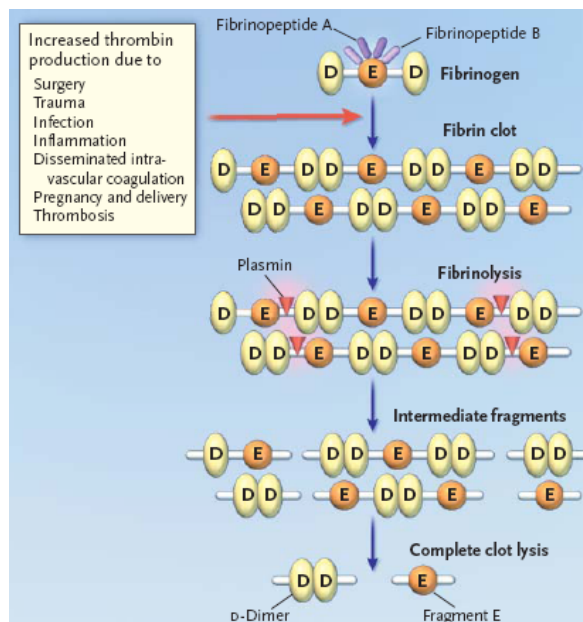 Increased thrombin
production due to
Surgery
Trauma
Infection
Inflammation
Disseminated intra-
vascular coagulation
Pregnancy and delivery
Thrombosis
Fibrinopeptide A
Fibrinopeptide B
D E D
Fibrinogen
Fibrin clot
D E D D E D D E D D
D D E D D E D D E
Plasmin
Fibrinolysis
D E D D E D D E D D
D D E D D E D D E
Intermediate fragments
D E D D E D D D D
D D E D D E E
Complete clot lysis
D D E
D-Dimer
Fragment E